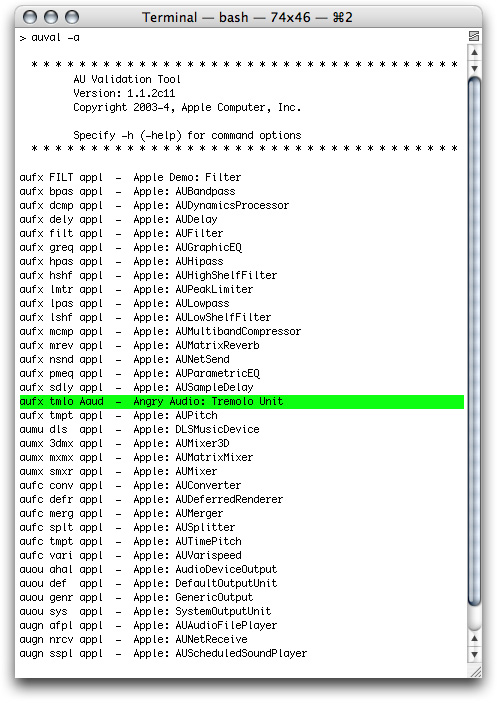 Terminal — bash — 74x46 — ⌘2
> auval -a
* * * * * * * * * * * * * * * * * * * * * * * * * * * * * * * * * * * *
AU Validation Tool
Version: 1.1.2c11
Copyright 2003-4, Apple Computer, Inc.
Specify -h (-help) for command options
* * * * * * * * * * * * * * * * * * * * * * * * * * * * * * * * * * * *
aufx FILT appl  -  Apple Demo: Filter
aufx bpas appl  -  Apple: AUBandpass
aufx dcmp appl  -  Apple: AUDynamicsProcessor
aufx dely appl  -  Apple: AUDelay
aufx filt appl  -  Apple: AUFilter
aufx greq appl  -  Apple: AUGraphicEQ
aufx hpas appl  -  Apple: AUHipass
aufx hshf appl  -  Apple: AUHighShelfFilter
aufx lmtr appl  -  Apple: AUPeakLimiter
aufx lpas appl  -  Apple: AULowpass
aufx lshf appl  -  Apple: AULowShelfFilter
aufx mcmp appl  -  Apple: AUMultibandCompressor
aufx mrev appl  -  Apple: AUMatrixReverb
aufx nsnd appl  -  Apple: AUNetSend
aufx pmeq appl  -  Apple: AUParametricEQ
aufx sdly appl  -  Apple: AUSampleDelay
aufx tmlo Aaud  -  Angry Audio: Tremolo Unit
aufx tmpt appl  -  Apple: AUPitch
aumu dls  appl  -  Apple: DLSMusicDevice
aumx 3dmx appl  -  Apple: AUMixer3D
aumx mxmx appl  -  Apple: AUMatrixMixer
aumx smxr appl  -  Apple: AUMixer
aufc conv appl  -  Apple: AUConverter
aufc defr appl  -  Apple: AUDeferredRenderer
aufc merg appl  -  Apple: AUMerger
aufc splt appl  -  Apple: AUSplitter
aufc tmpt appl  -  Apple: AUTimePitch
aufc vari appl  -  Apple: AUVarispeed
auou ahal appl  -  Apple: AudioDeviceOutput
auou def  appl  -  Apple: DefaultOutputUnit
auou genr appl  -  Apple: GenericOutput
auou sys  appl  -  Apple: SystemOutputUnit
augn afpl appl  -  Apple: AUAudioFilePlayer
augn nrcv appl  -  Apple: AUNetReceive
augn sspl appl  -  Apple: AUScheduledSoundPlayer